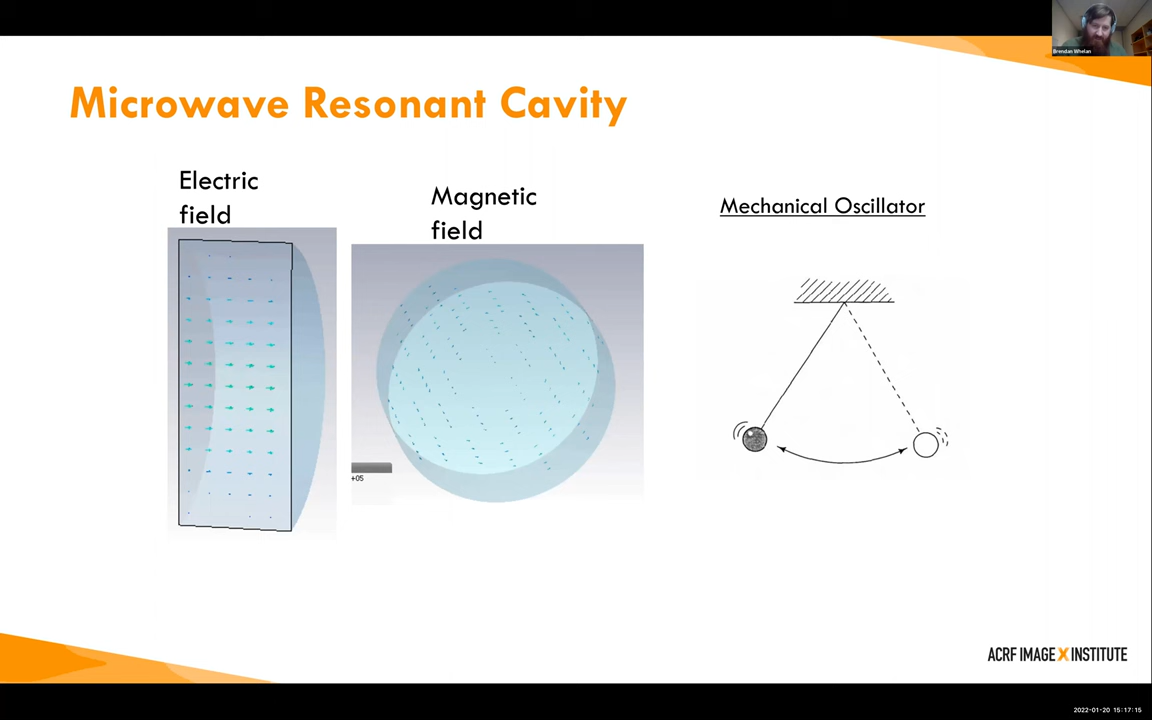 Brendan Whelan
Microwave Resonant Cavity
Electric
field
Magnetic
field
Mechanical Oscillator
+05
ACRF IMAGE X INSTITUTE
2022-01-20 15:17:15